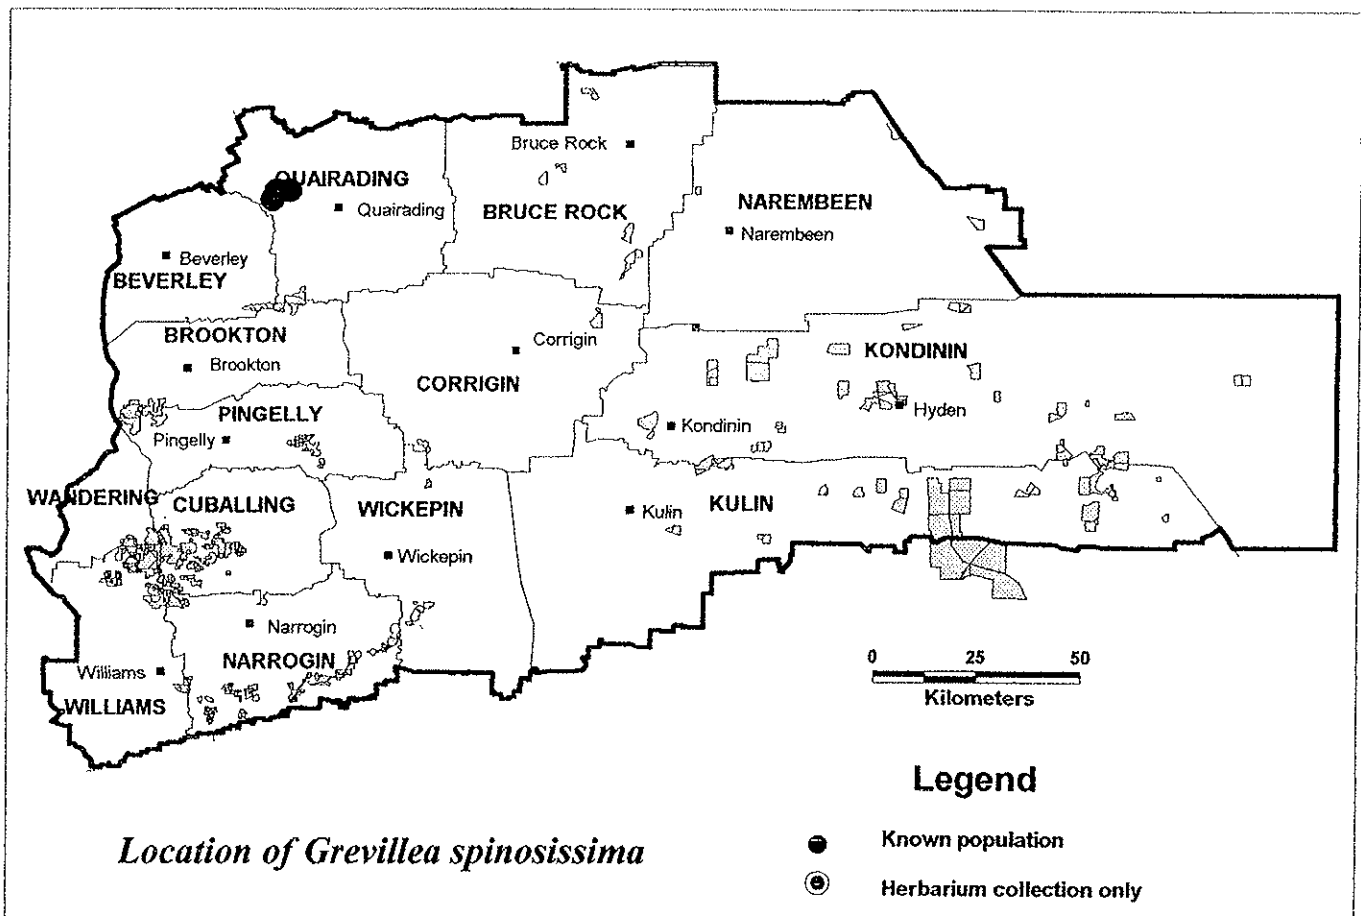 Bruce Rock
QUAIRADING
Quairading
BRUCE ROCK
NAREMBEEN
Narembeen
Beverley
BEVERLEY
BROOKTON
Brookton
Corrigin
CORRIGIN
KONDININ
Hyden
PINGELLY
Pingelly
Kondinin
WANDERING
CUBALLING
WICKEPIN
Kulin
KULIN
Wickepin
Narrogin
NARROGIN
Williams
WILLIAMS
0 25 50
Kilometers
Legend
Known population
Herbarium collection only
Location of Grevillea spinosissima